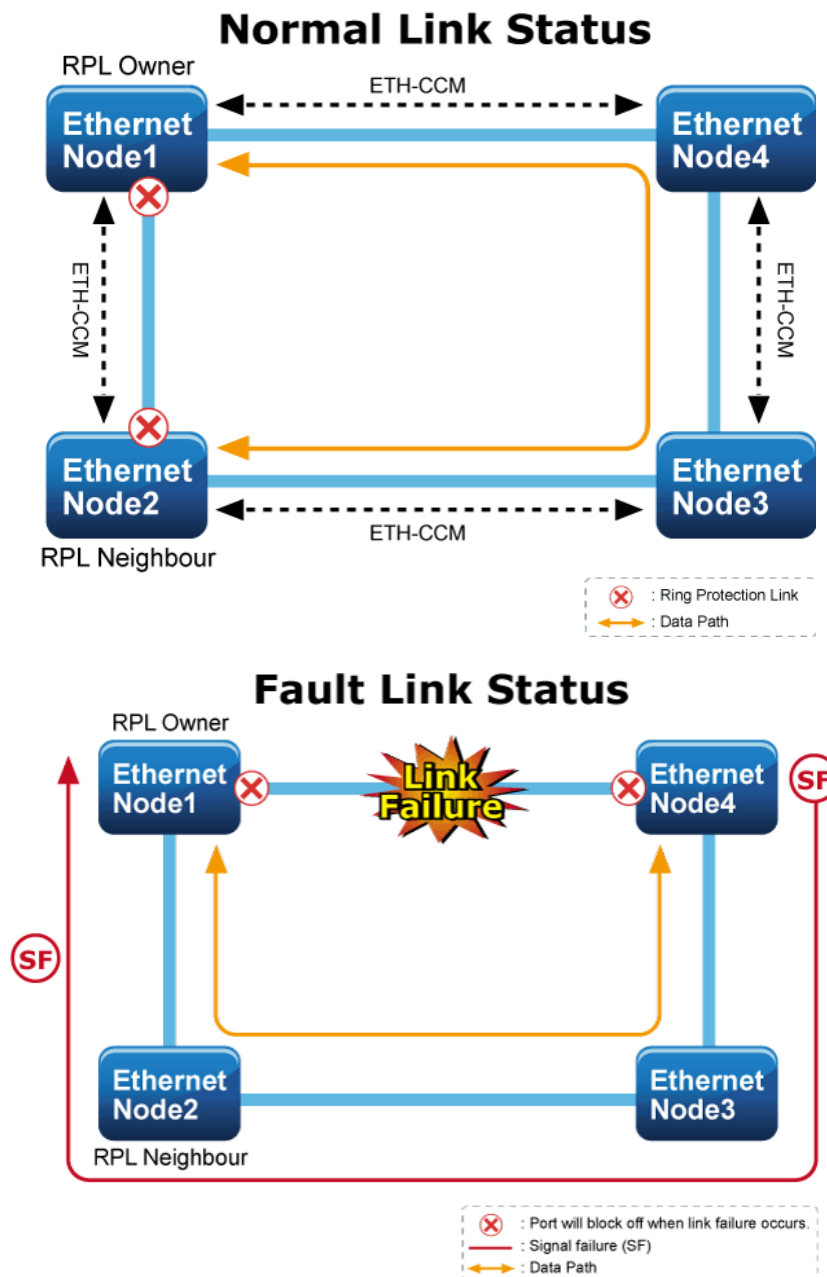 Normal Link Status
RPL Owner
ETH-CCM
Ethernet
Node1
Ethernet
Node4
ETH-CCM
ETH-CCM
Ethernet
Node2
Ethernet
Node3
ETH-CCM
RPL Neighbour
: Ring Protection Link
: Data Path
Fault Link Status
RPL Owner
Ethernet
Node1
Link
Failure
Ethernet
Node4
SF
SF
Ethernet
Node2
Ethernet
Node3
RPL Neighbour
: Port will block off when link failure occurs.
: Signal failure (SF)
: Data Path